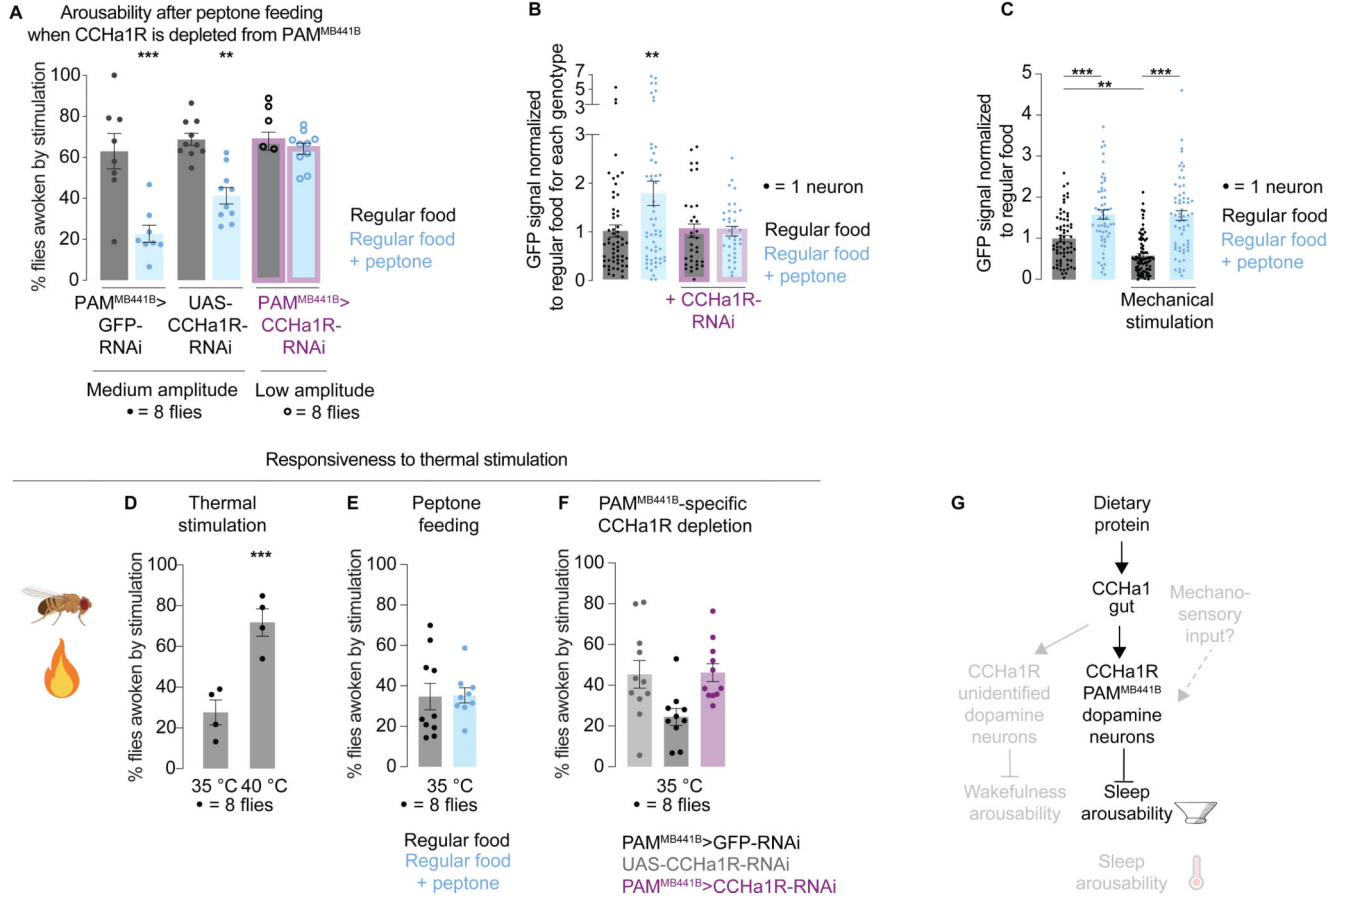 A
Arousability after peptone feeding
when CCHa1R is depleted from PAMᴹᴮ⁴⁴¹ᴮ
% flies awoken by stimulation
100
80
60
40
20
0
***
**
PAMᴹᴮ⁴⁴¹ᴮ>
GFP-
RNAi
UAS-
CCHa1R-
RNAi
PAMᴹᴮ⁴⁴¹ᴮ>
CCHa1R-
RNAi
Medium amplitude
• = 8 flies
Low amplitude
o = 8 flies
Regular food
Regular food
+ peptone
B
GFP signal normalized
to regular food for each genotype
7
5
3
3
2
1
0
**
+ CCHa1R-
RNAi
• = 1 neuron
Regular food
Regular food
+ peptone
C
GFP signal normalized
to regular food
5
4
3
2
1
0
***
**
***
Mechanical
stimulation
• = 1 neuron
Regular food
Regular food
+ peptone
Responsiveness to thermal stimulation
D
Thermal
stimulation
% flies awoken by stimulation
100
80
60
40
20
0
***
35 °C 40 °C
• = 8 flies
E
Peptone
feeding
% flies awoken by stimulation
100
80
60
40
20
0
35 °C
• = 8 flies
Regular food
Regular food
+ peptone
F
PAMᴹᴮ⁴⁴¹ᴮ-specific
CCHa1R depletion
% flies awoken by stimulation
100
80
60
40
20
0
35 °C
• = 8 flies
PAMᴹᴮ⁴⁴¹ᴮ>GFP-RNAi
UAS-CCHa1R-RNAi
PAMᴹᴮ⁴⁴¹ᴮ>CCHa1R-RNAi
G
Dietary
protein
CCHa1
gut
Mechano-
sensory
input?
CCHa1R
unidentified
dopamine
neurons
CCHa1R
PAMᴹᴮ⁴⁴¹ᴮ
dopamine
neurons
Wakefulness
arousability
Sleep
arousability
Sleep
arousability